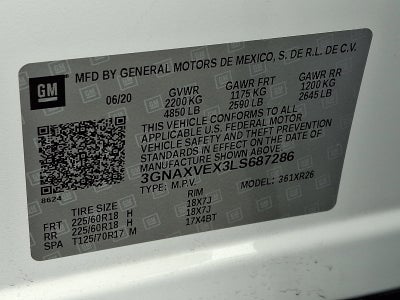 GM
MFD BY GENERAL MOTORS DE MEXICO, S. DE R.L. DE C.V.
06/20 GVWR GAWR FRT GAWR RR
2200 KG 1175 KG 1200 KG
4850 LB 2590 LB 2645 LB
THIS VEHICLE CONFORMS TO ALL
APPLICABLE U.S. FEDERAL MOTOR
VEHICLE SAFETY AND THEFT PREVENTION
STANDARDS IN EFFECT ON THE DATE OF
MANUFACTURE SHOWN ABOVE.
3GNAXVEX3LS687286
TYPE: M.P.V. MODEL: 361XR26
8624
TIRE SIZE RIM
FRT 225/60R18 H 18X7J
RR 225/60R18 H 18X7J
SPA T125/70R17 M 17X4BT